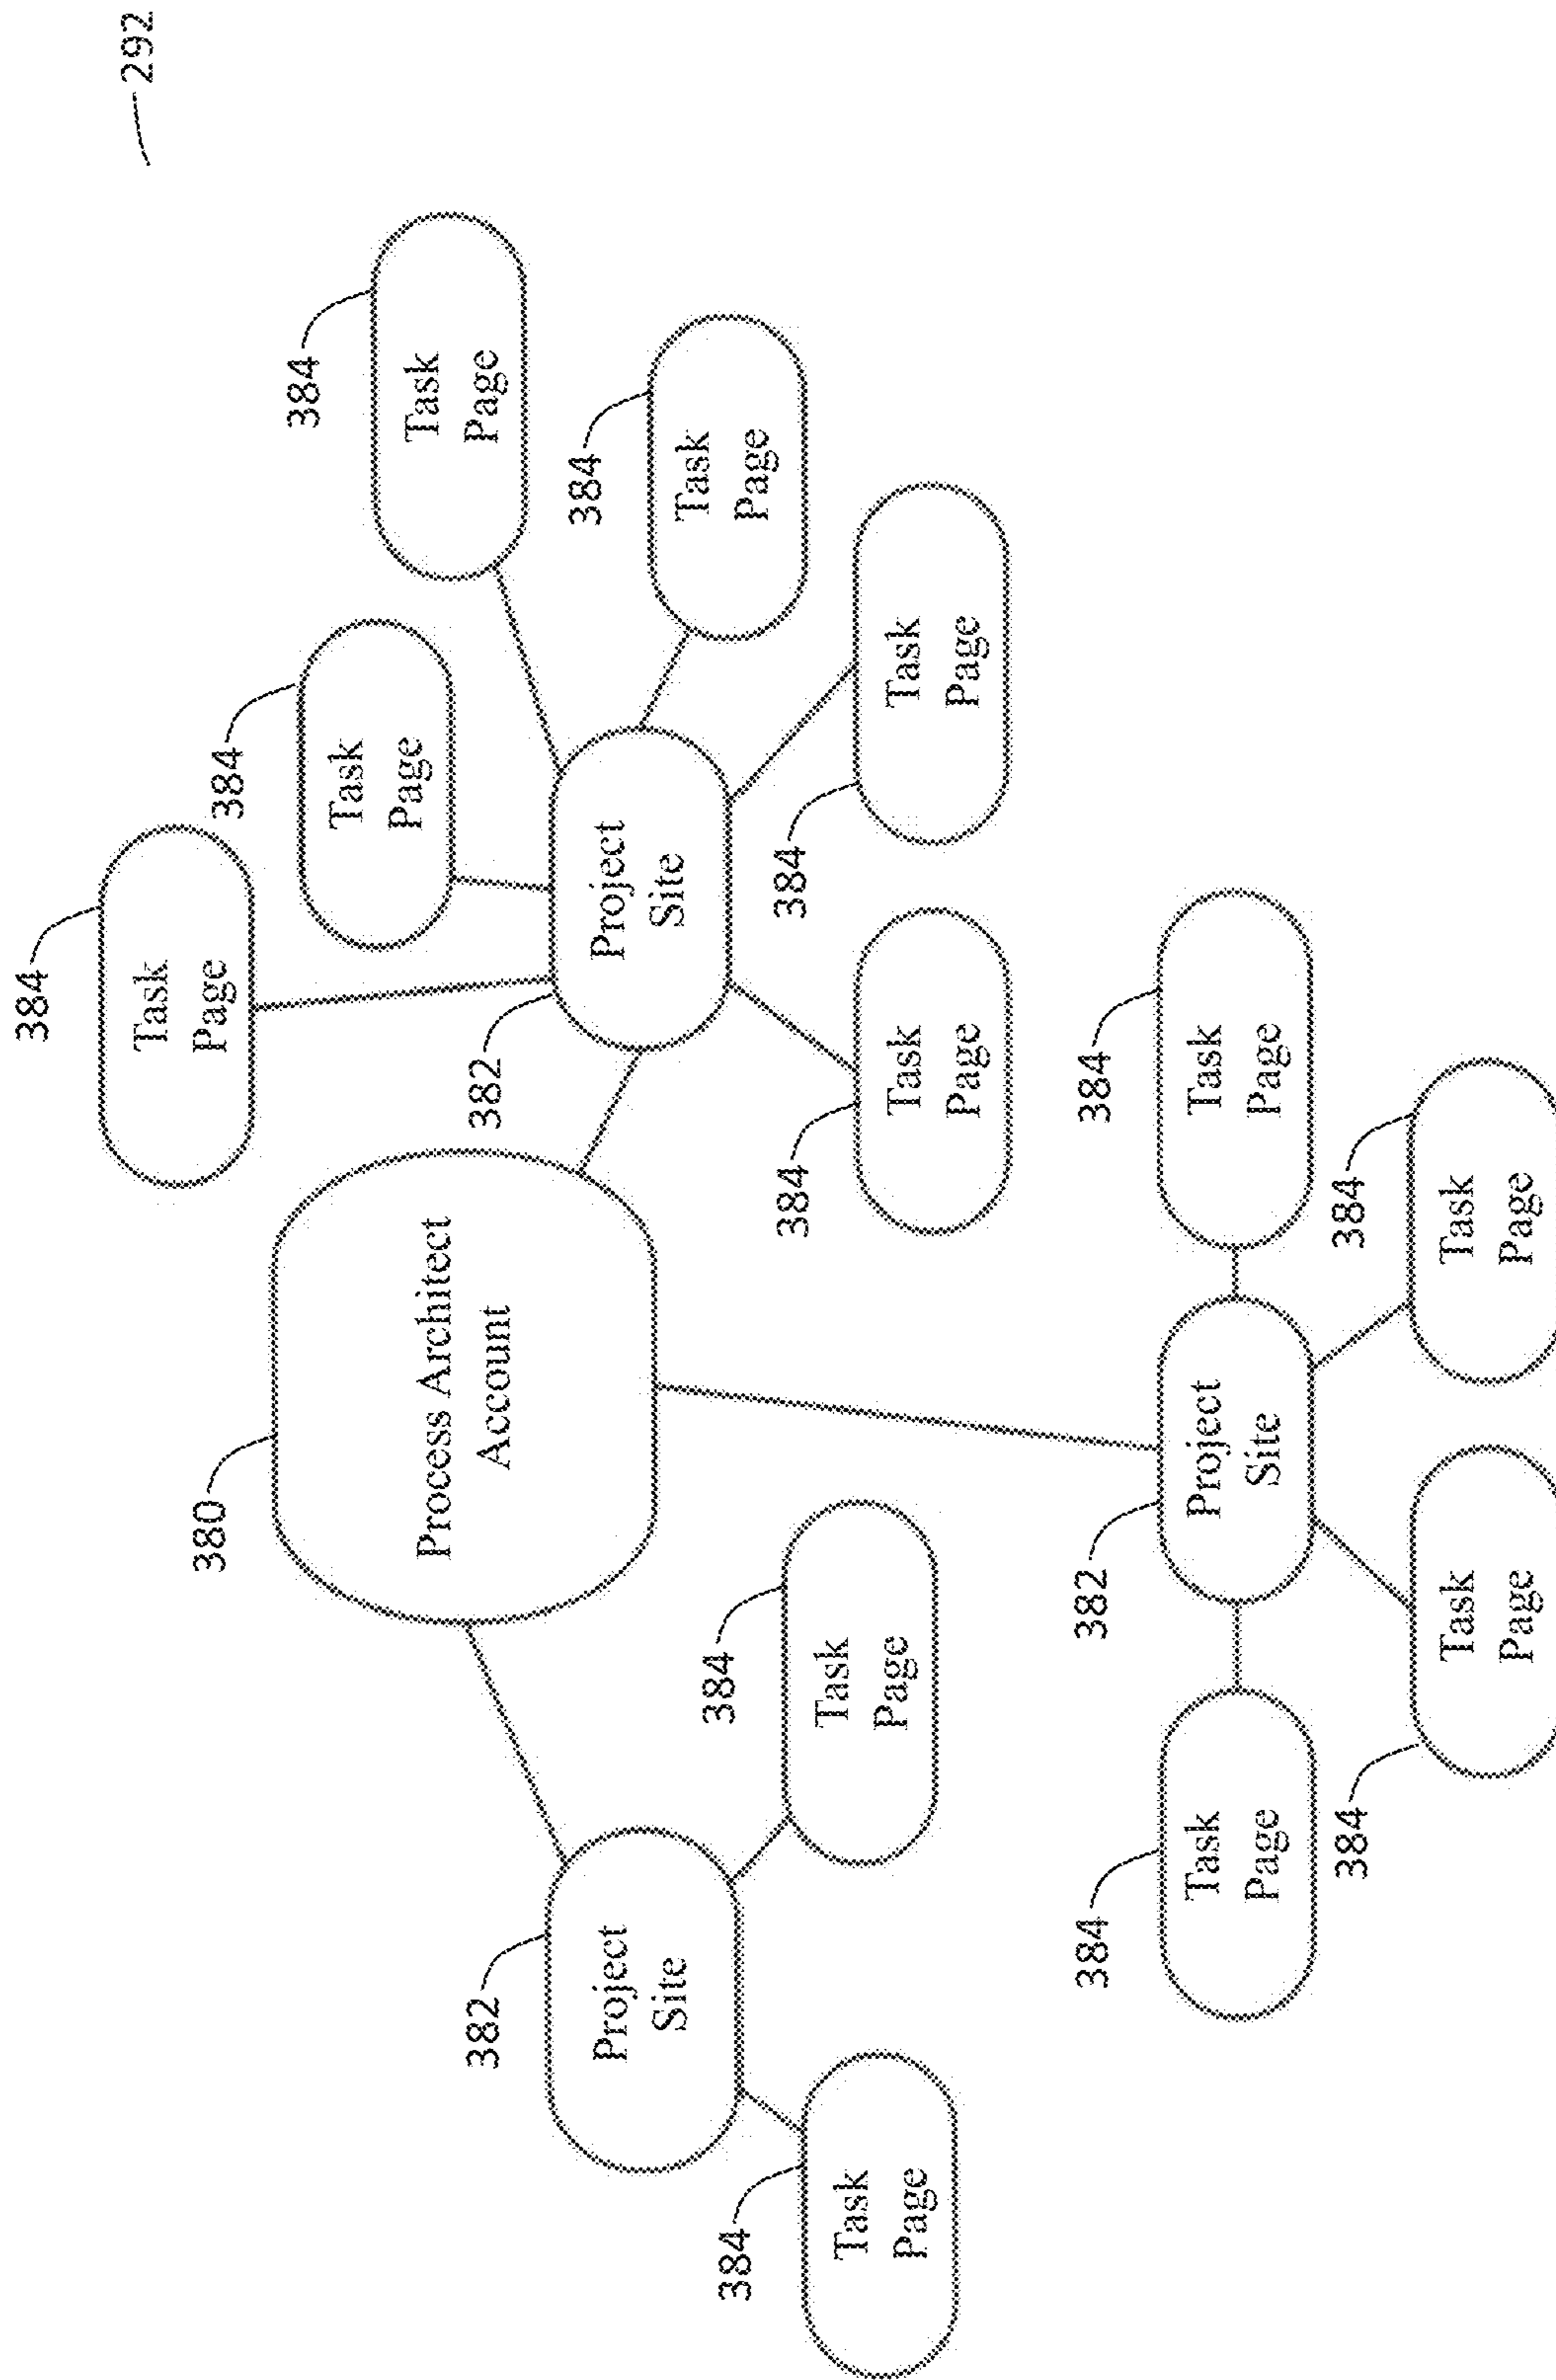 292
384
Task
Page
384
Task
Page
384
Task
Page
384
Task
Page
384
Task
Page
384
Task
Page
382
Project
Site
380
Process Architect
Account
382
Project
Site
384
Task
Page
384
Task
Page
382
Project
Site
384
Task
Page
384
Task
Page
384
Task
Page
384
Task
Page